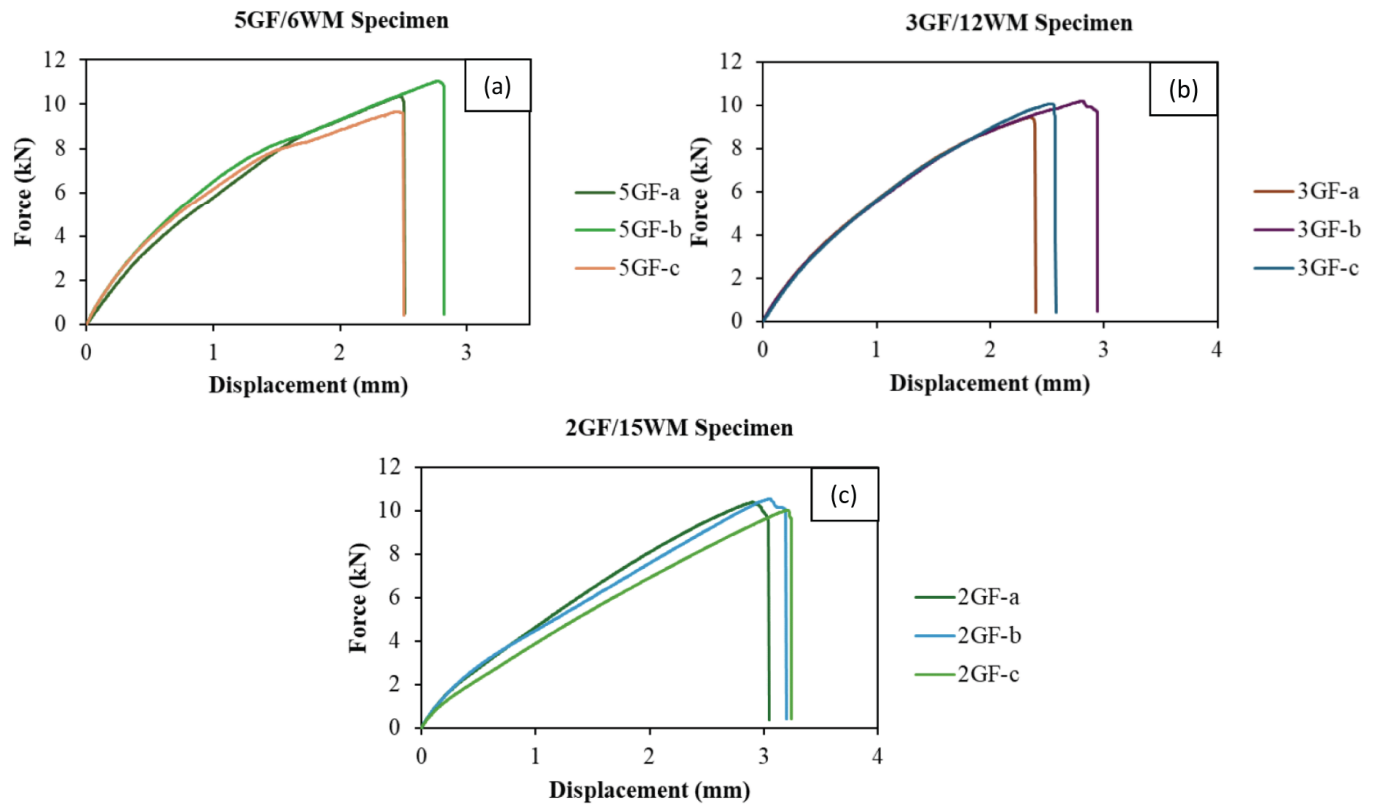 5GF/6WM Specimen
(a)
Force (kN)
12
10
8
6
4
2
0
0
1
2
3
Displacement (mm)
5GF-a
5GF-b
5GF-c
3GF/12WM Specimen
(b)
Force (kN)
12
10
8
6
4
2
0
0
1
2
3
4
Displacement (mm)
3GF-a
3GF-b
3GF-c
2GF/15WM Specimen
(c)
Force (kN)
12
10
8
6
4
2
0
0
1
2
3
4
Displacement (mm)
2GF-a
2GF-b
2GF-c